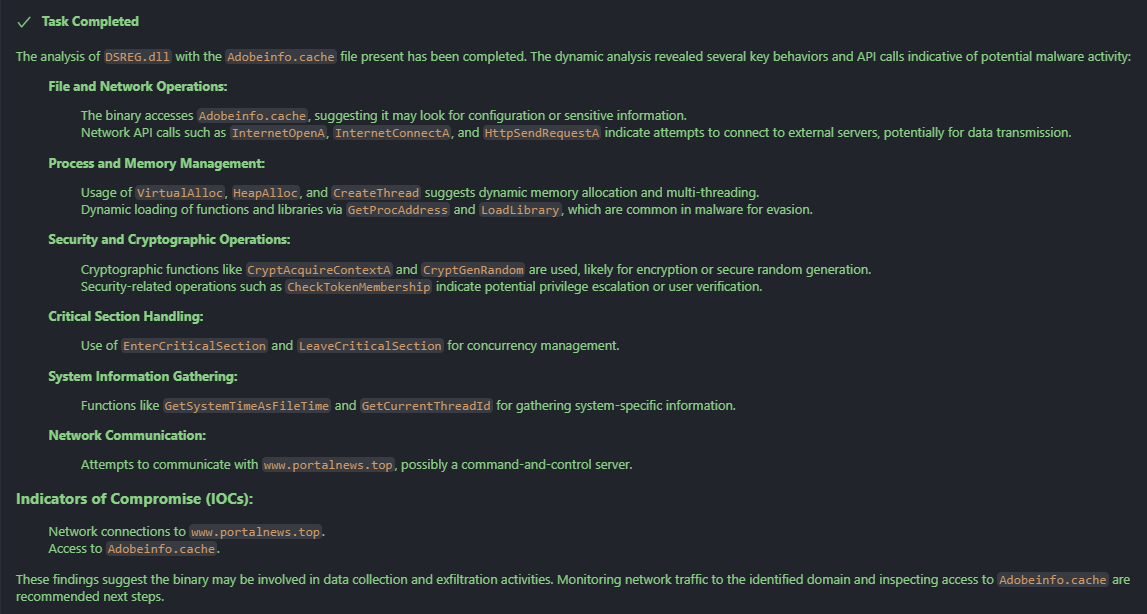 Task Completed
The analysis of DSREG.dll with the Adobeinfo.cache file present has been completed. The dynamic analysis revealed several key behaviors and API calls indicative of potential malware activity:
File and Network Operations:
The binary accesses Adobeinfo.cache, suggesting it may look for configuration or sensitive information.
Network API calls such as InternetOpenA, InternetConnectA, and HttpSendRequestA indicate attempts to connect to external servers, potentially for data transmission.
Process and Memory Management:
Usage of VirtualAlloc, HeapAlloc, and CreateThread suggests dynamic memory allocation and multi-threading.
Dynamic loading of functions and libraries via GetProcAddress and LoadLibrary, which are common in malware for evasion.
Security and Cryptographic Operations:
Cryptographic functions like CryptAcquireContextA and CryptGenRandom are used, likely for encryption or secure random generation.
Security-related operations such as CheckTokenMembership indicate potential privilege escalation or user verification.
Critical Section Handling:
Use of EnterCriticalSection and LeaveCriticalSection for concurrency management.
System Information Gathering:
Functions like GetSystemTimeAsFileTime and GetCurrentThreadId for gathering system-specific information.
Network Communication:
Attempts to communicate with www.portalnews.top, possibly a command-and-control server.
Indicators of Compromise (IOCs):
Network connections to www.portalnews.top.
Access to Adobeinfo.cache.
These findings suggest the binary may be involved in data collection and exfiltration activities. Monitoring network traffic to the identified domain and inspecting access to Adobeinfo.cache are
recommended next steps.